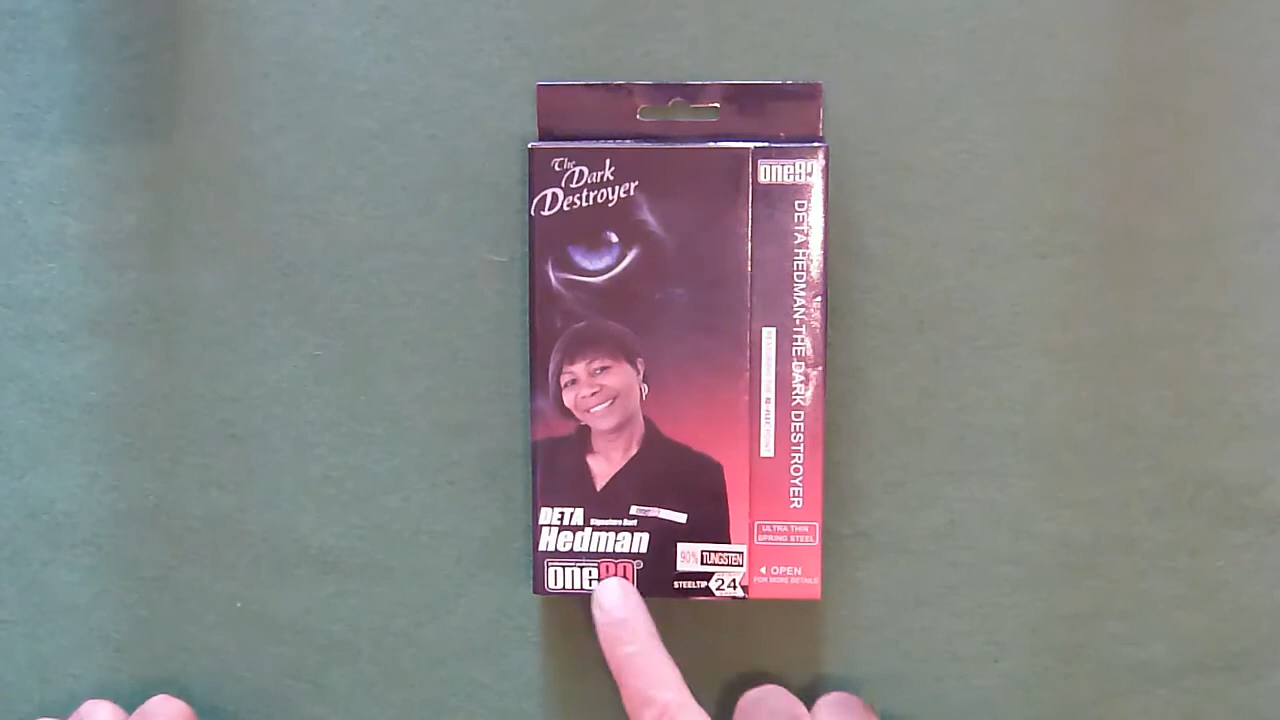 The
Dark
Destroyer
DETA Signature Dart
Hedman
one80
90% TUNGSTEN
STEELTIP 24
one80
DETA HEDMAN-THE DARK DESTROYER
ULTRA THIN
SPRING STEEL
OPEN
FOR MORE DETAILS